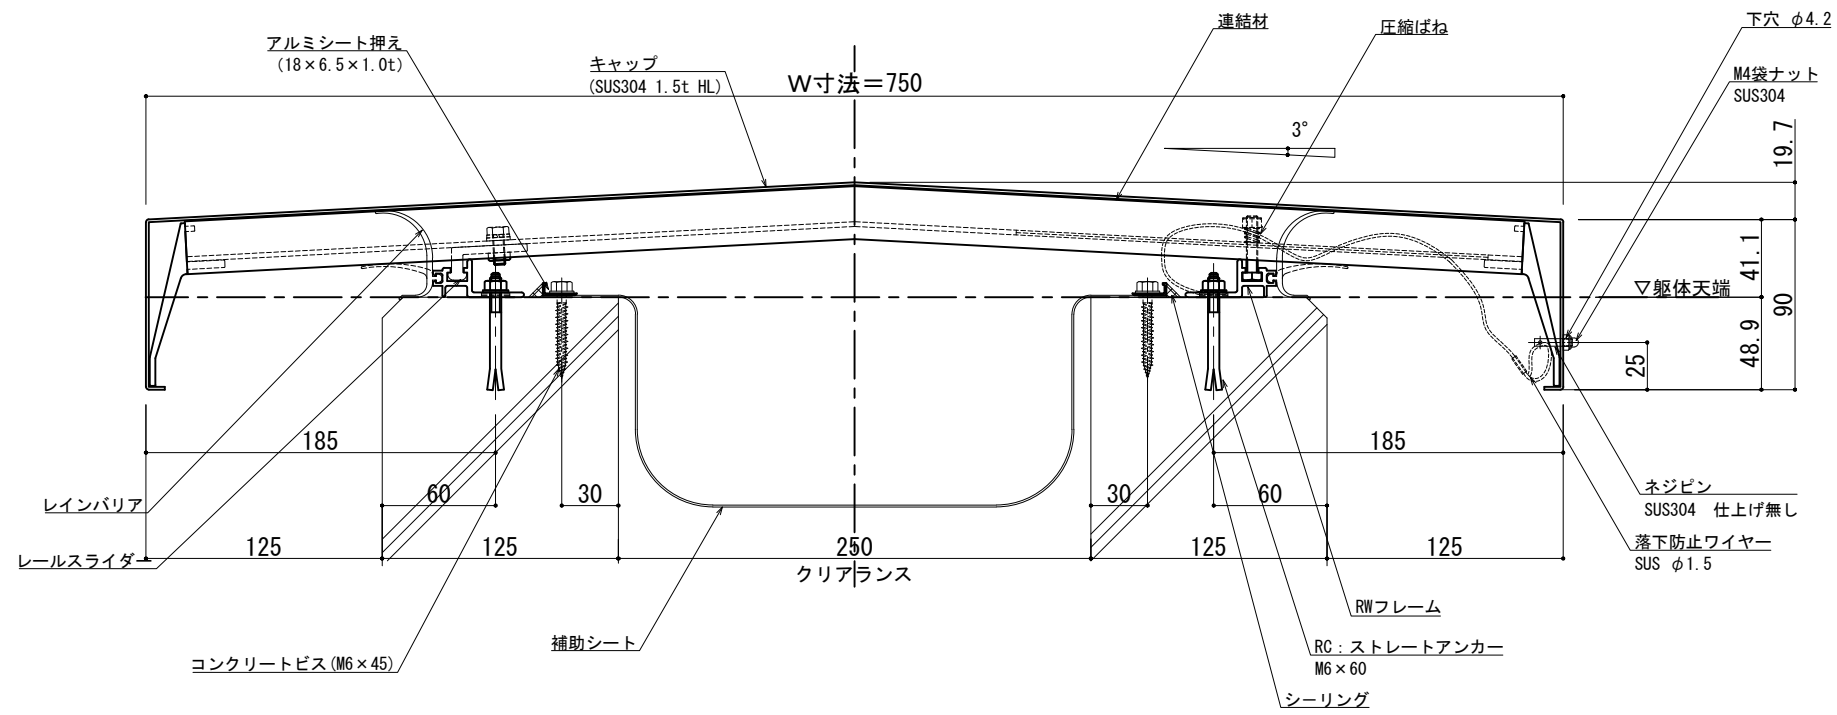 連結材
下穴 φ4.2
圧縮ばね
アルミシート押え
(18×6.5×1.0t)
キャップ
(SUS304 1.5t HL)
W寸法＝750
M4袋ナット
SUS304
3°
19.7
41.1
▽躯体天端
90
48.9
25
185
185
60
30
30
60
レインバリア
ネジピン
SUS304 仕上げ無し
125
125
250
125
125
クリアランス
レールスライダー
落下防止ワイヤー
SUS φ1.5
RWフレーム
補助シート
コンクリートビス(M6×45)
RC：ストレートアンカー
M6×60
シーリング